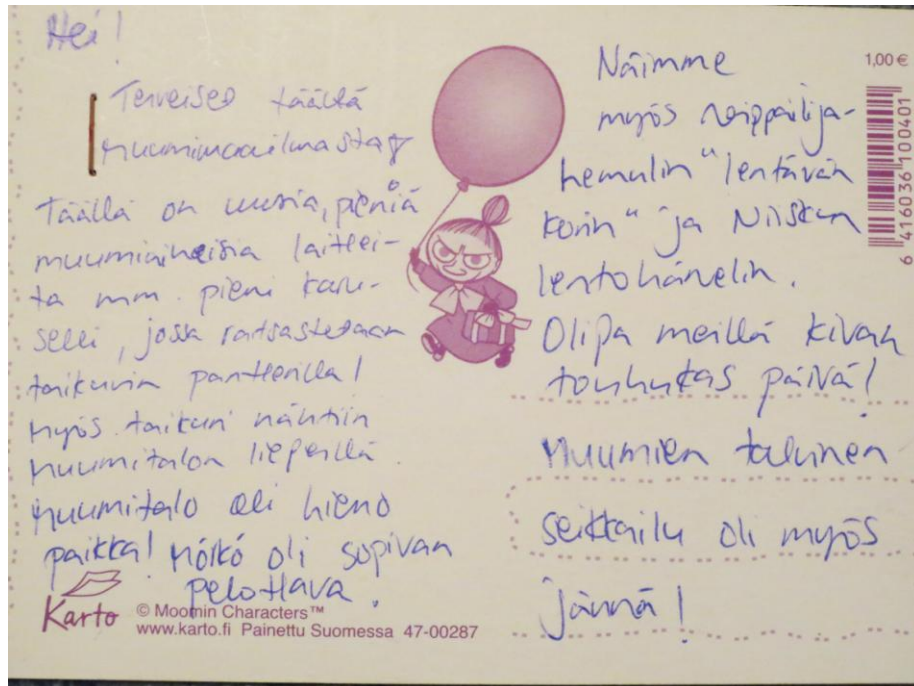 Hei!
Terveiset täältä
Muumimaailmasta
Täällä on uusia, pieniä
muumiaiheisia laittei-
ta mm. pieni karu-
selli, jossa ratsastetaan
taikurin pantterilla!
Myös taikuri nähtiin
Muumitalon liepeillä.
Muumitalo oli hieno
paikka! Mörkö oli sopivan
pelottava.
Karto
© Moomin Characters™
www.karto.fi Painettu Suomessa 47-00287
Näimme
myös reippailija-
hemulin "lentävän
korin" ja Niiskun
lentohärvelin.
Olipa meillä kivan
touhukas päivä!
Muumien talvinen
seikkailu oli myös
jännä!
1,00 €
6 416036 100401